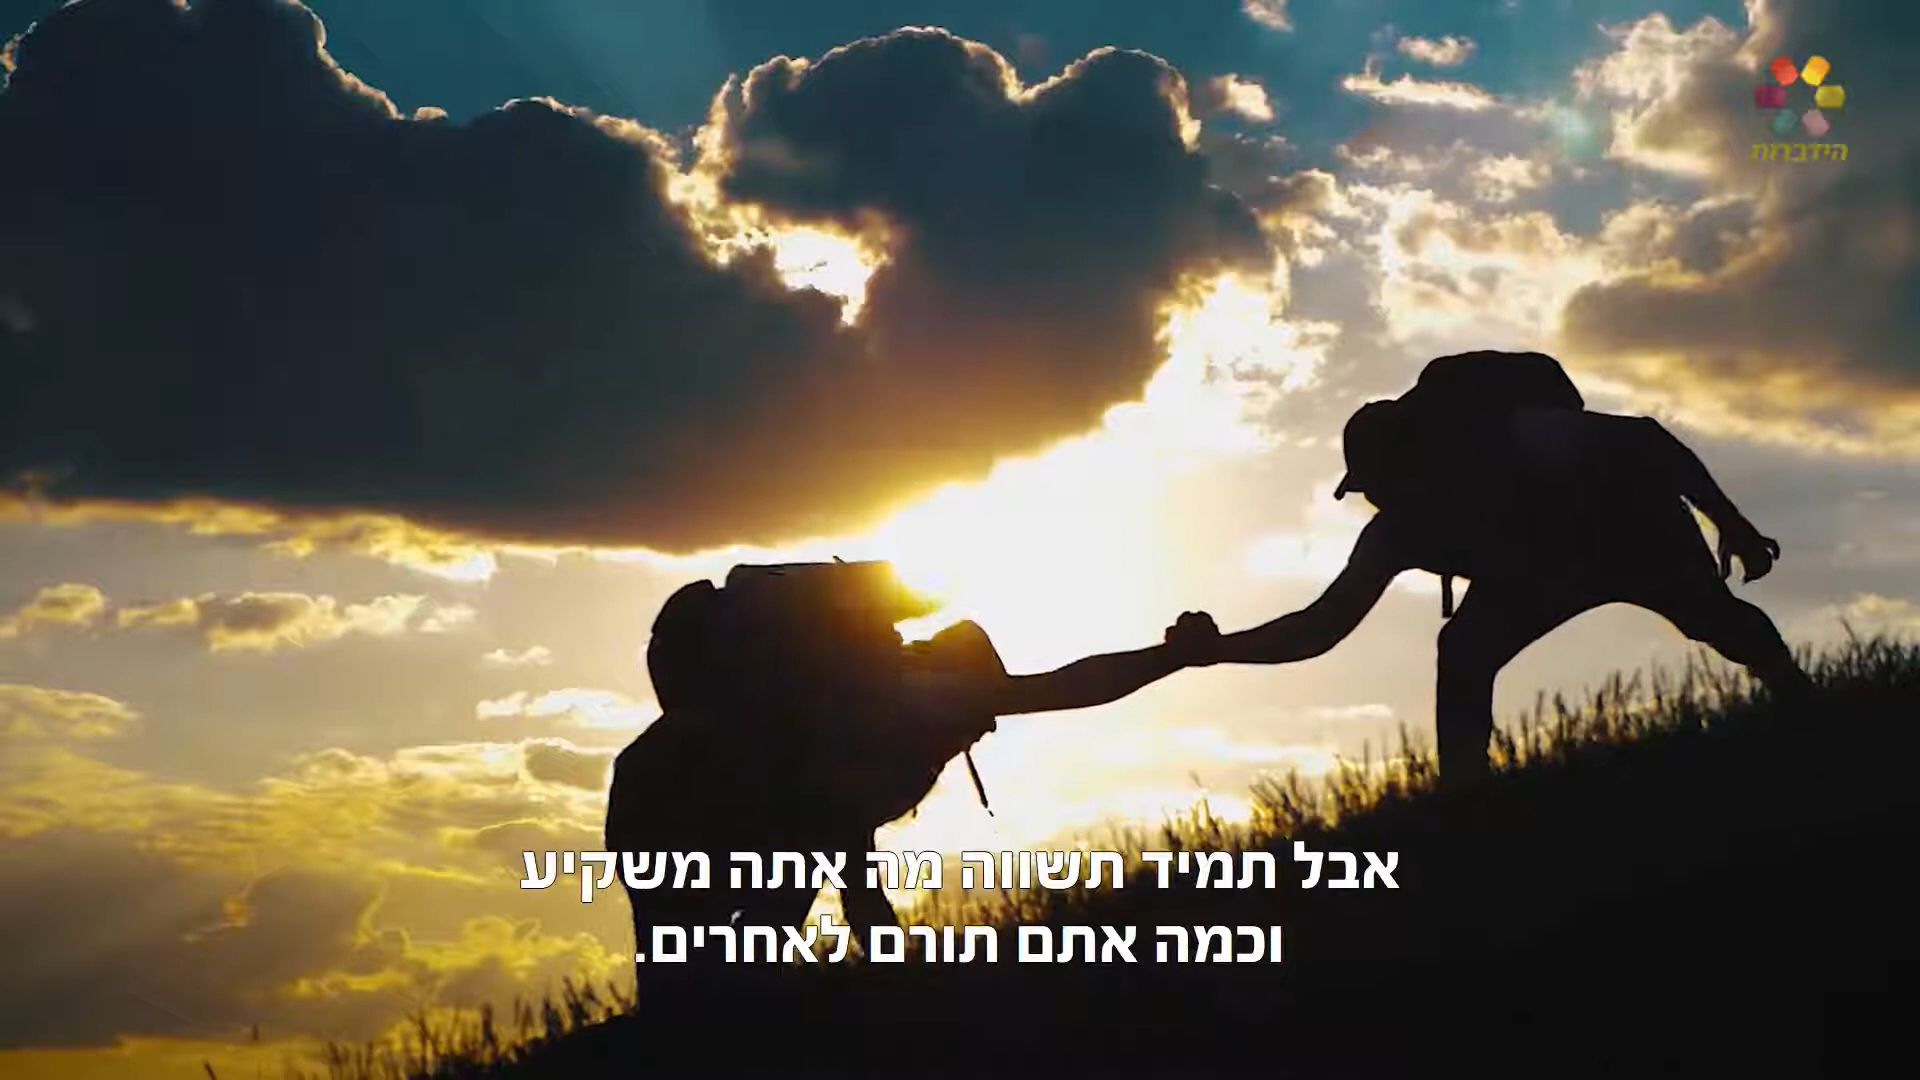 הידברות
אבל תמיד תשווה מה אתה משקיע
וכמה אתם תורם לאחרים.